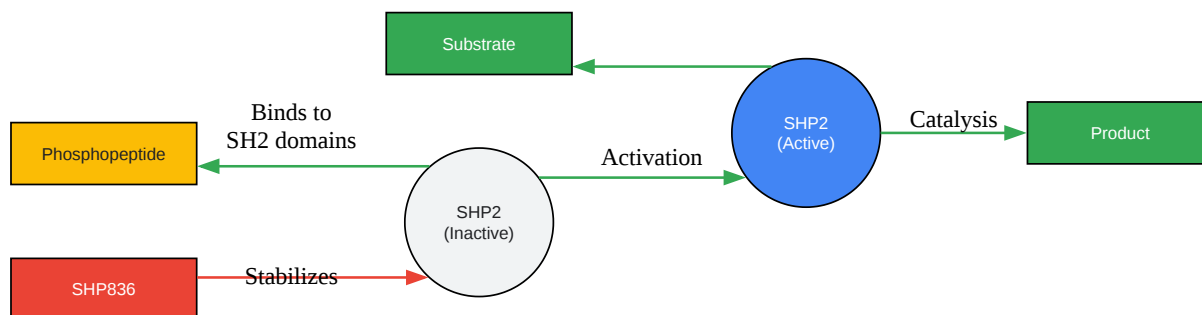 Substrate
Binds to
SH2 domains
Phosphopeptide
SHP2
(Active)
Catalysis
Product
Activation
SHP2
(Inactive)
SHP836
Stabilizes